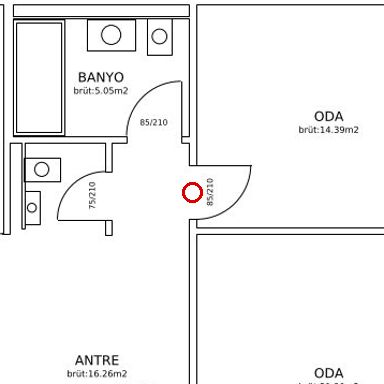 BANYO
brüt:5.05m2
85/210
ODA
brüt:14.39m2
75/210
85/210
ANTRE
brüt:16.26m2
ODA